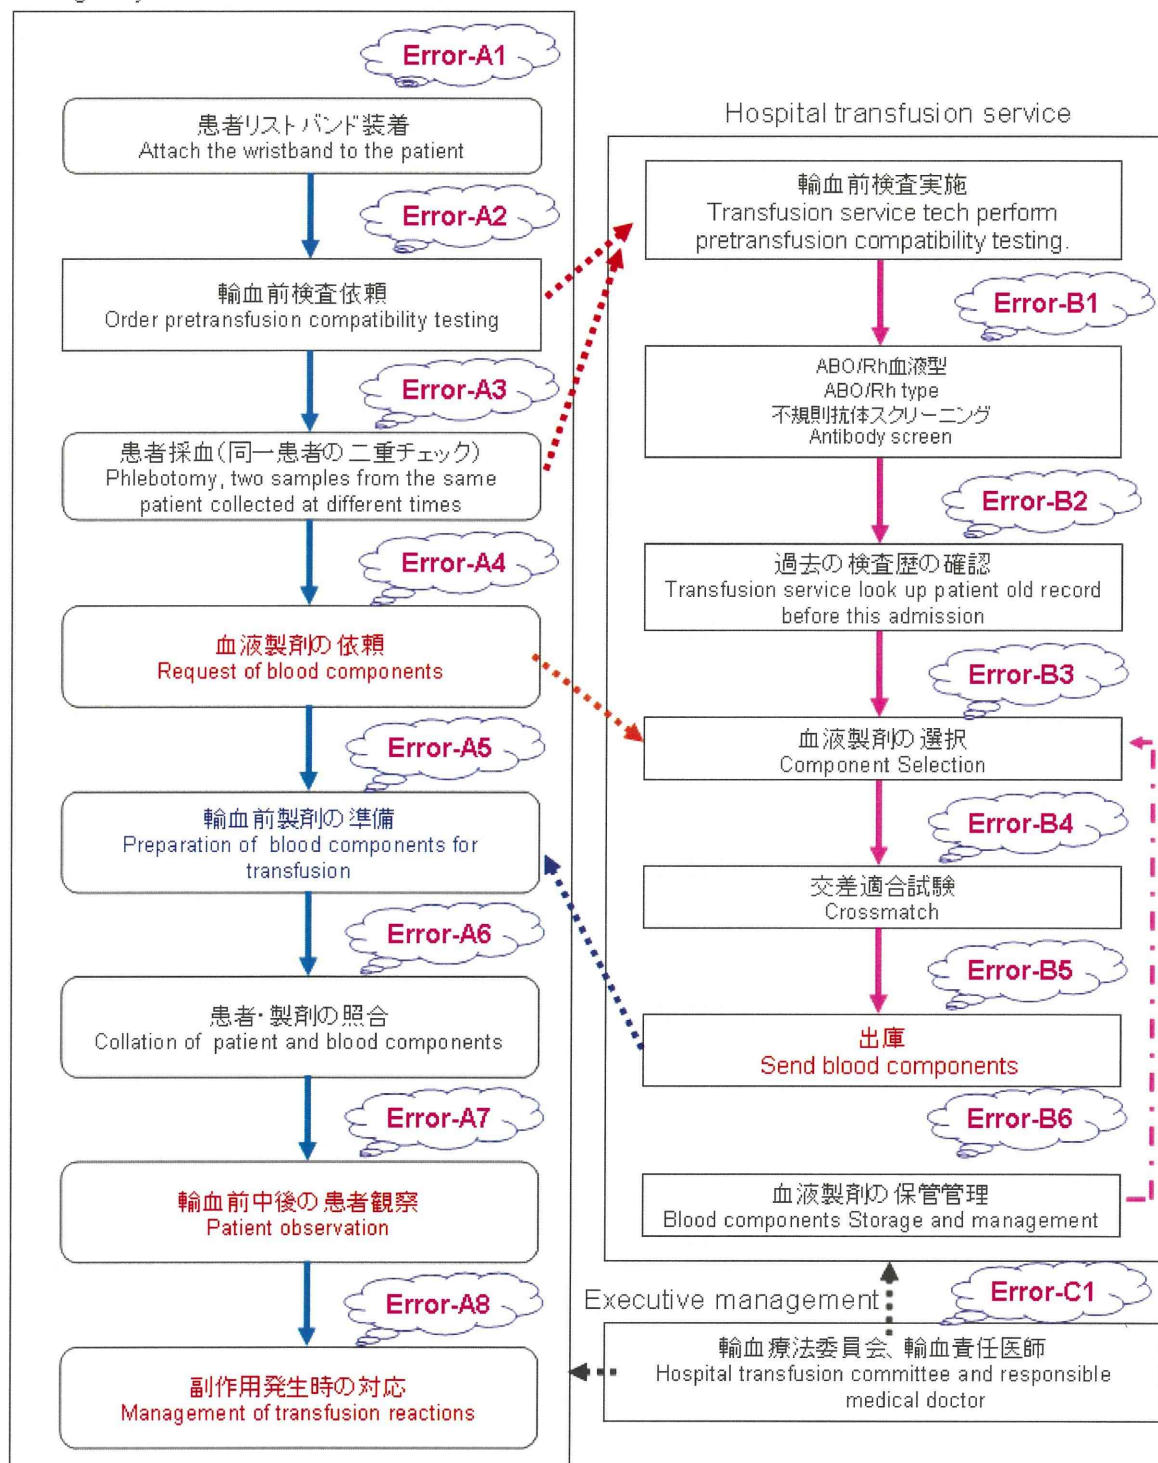 Error-A1
患者リストバンド装着
Attach the wristband to the patient
Error-A2
輸血前検査依頼
Order pretransfusion compatibility testing
Error-A3
患者採血(同一患者の二重チェック)
Phlebotomy, two samples from the same
patient collected at different times
Error-A4
血液製剤の依頼
Request of blood components
Error-A5
輸血前製剤の準備
Preparation of blood components for
transfusion
Error-A6
患者・製剤の照合
Collation of patient and blood components
Error-A7
輸血前中後の患者観察
Patient observation
Error-A8
副作用発生時の対応
Management of transfusion reactions
Hospital transfusion service
輸血前検査実施
Transfusion service tech perform
pretransfusion compatibility testing.
Error-B1
ABO/Rh血液型
ABO/Rh type
不規則抗体スクリーニング
Antibody screen
Error-B2
過去の検査歴の確認
Transfusion service look up patient old record
before this admission
Error-B3
血液製剤の選択
Component Selection
Error-B4
交差適合試験
Crossmatch
Error-B5
出庫
Send blood components
Error-B6
血液製剤の保管管理
Blood components Storage and management
Executive management
Error-C1
輸血療法委員会、輸血責任医師
Hospital transfusion committee and responsible
medical doctor